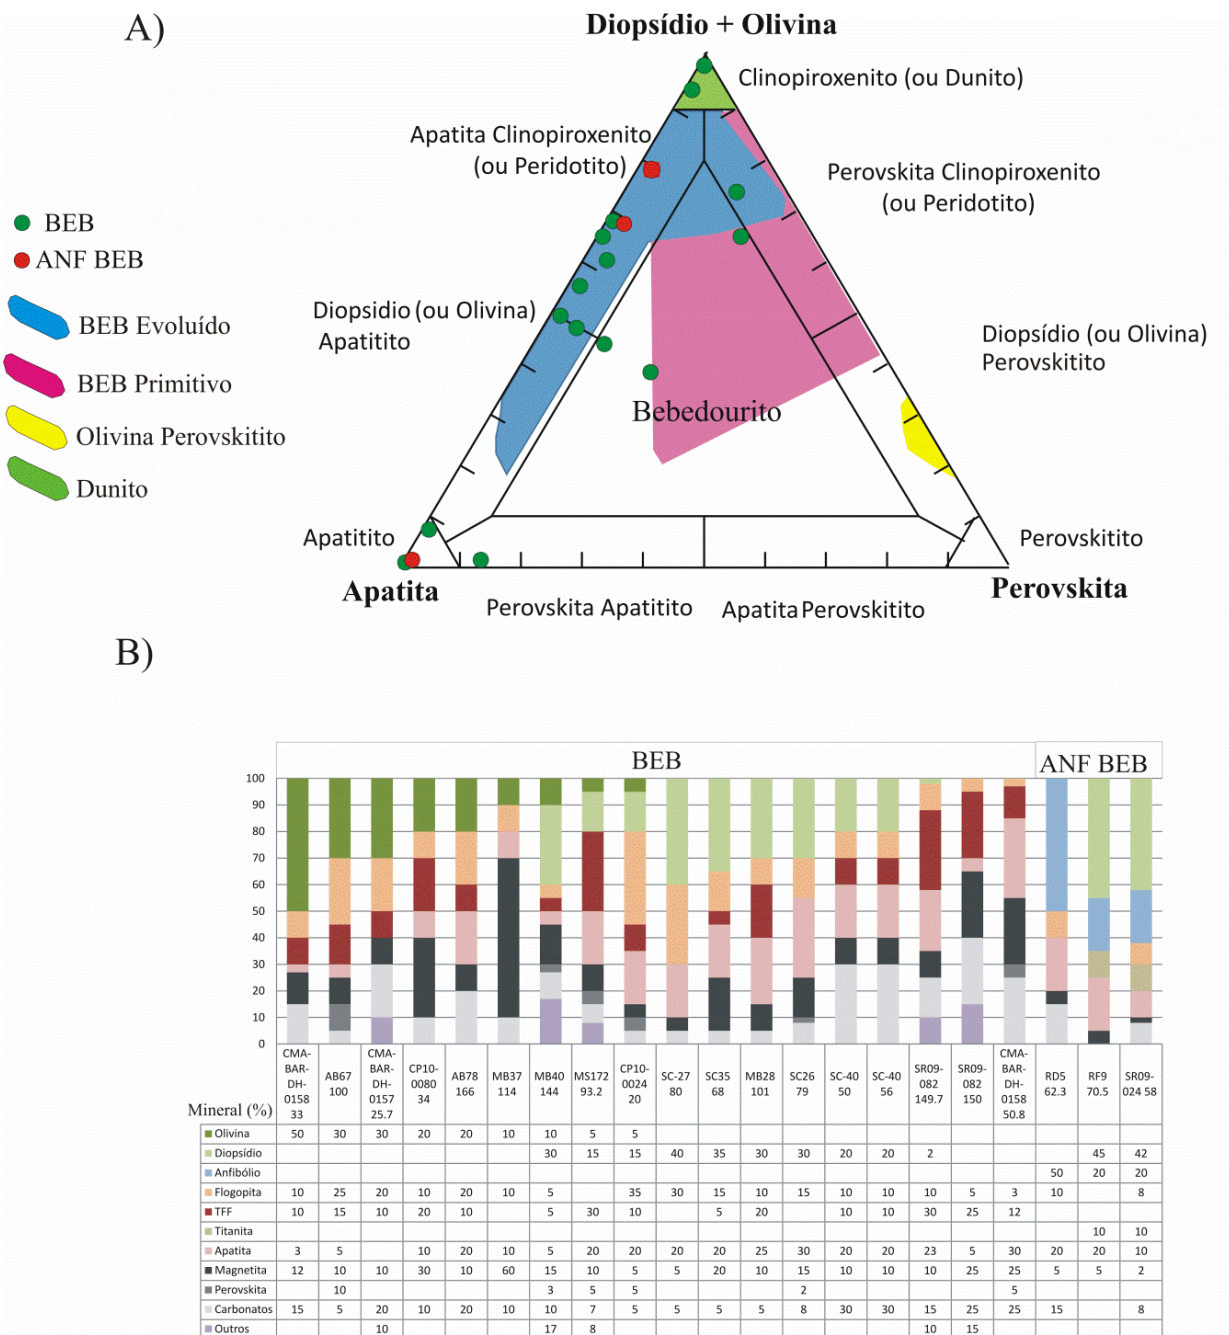 A)
Diopsídio + Olivina
Clinopiroxenito (ou Dunito)
Apatita Clinopiroxenito
(ou Peridotito)
Perovskita Clinopiroxenito
(ou Peridotito)
BEB
ANF BEB
BEB Evoluído
BEB Primitivo
Olivina Perovskitito
Dunito
Diopsidio (ou Olivina)
Apatitito
Diopsídio (ou Olivina)
Perovskitito
Bebedourito
Apatitito
Perovskitito
Apatita
Perovskita
Perovskita Apatitito
Apatita Perovskitito
B)
BEB
ANF BEB
100
90
80
70
60
50
40
30
20
10
0
Mineral (%)
CMA-BAR-DH-0158 33
AB67 100
CMA-BAR-DH-0157 25.7
CP10-0080 34
AB78 166
MB37 114
MB40 144
MS172 93.2
CP10-0024 20
SC-27 80
SC35 68
MB28 101
SC26 79
SC-40 50
SC-40 56
SR09-082 149.7
SR09-082 150
CMA-BAR-DH-0158 50.8
RD5 62.3
RF9 70.5
SR09-024 58
Olivina 50 30 30 20 20 10 10 5 5
Diopsídio 30 15 15 40 35 30 30 20 20 2 45 42
Anfibólio 50 20 20
Flogopita 10 25 20 10 20 10 5 35 30 15 10 15 10 10 10 5 3 10 8
TFF 10 15 10 20 10 5 30 10 5 20 10 10 30 25 12
Titanita 10 10
Apatita 3 5 10 20 10 5 20 20 20 20 25 30 20 20 23 5 30 20 20 10
Magnetita 12 10 10 30 10 60 15 10 5 5 20 10 15 10 10 10 25 25 5 5 2
Perovskita 10 3 5 5 2 5
Carbonatos 15 5 20 10 20 10 10 7 5 5 5 5 8 30 30 15 25 25 15 8
Outros 10 17 8 10 15